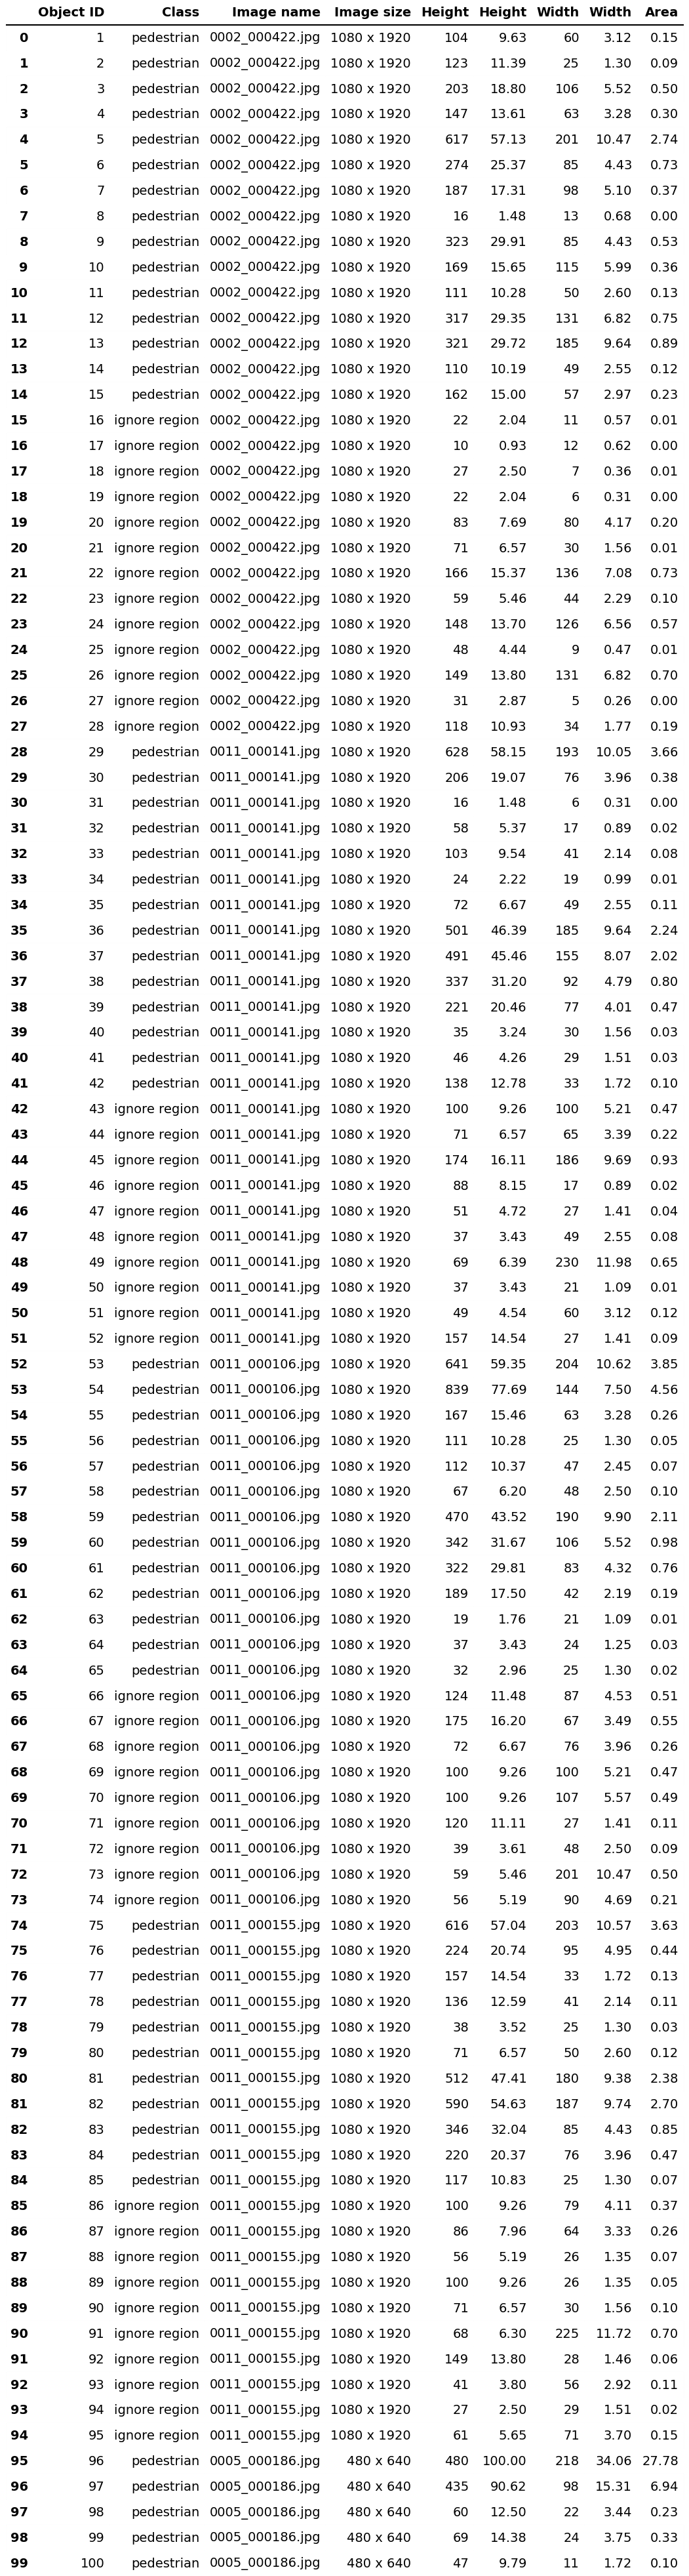 Object ID Class Image name Image size Height Height Width Width Area
0 1 pedestrian 0002_000422.jpg 1080 x 1920 104 9.63 60 3.12 0.15
1 2 pedestrian 0002_000422.jpg 1080 x 1920 123 11.39 25 1.30 0.09
2 3 pedestrian 0002_000422.jpg 1080 x 1920 203 18.80 106 5.52 0.50
3 4 pedestrian 0002_000422.jpg 1080 x 1920 147 13.61 63 3.28 0.30
4 5 pedestrian 0002_000422.jpg 1080 x 1920 617 57.13 201 10.47 2.74
5 6 pedestrian 0002_000422.jpg 1080 x 1920 274 25.37 85 4.43 0.73
6 7 pedestrian 0002_000422.jpg 1080 x 1920 187 17.31 98 5.10 0.37
7 8 pedestrian 0002_000422.jpg 1080 x 1920 16 1.48 13 0.68 0.00
8 9 pedestrian 0002_000422.jpg 1080 x 1920 323 29.91 85 4.43 0.53
9 10 pedestrian 0002_000422.jpg 1080 x 1920 169 15.65 115 5.99 0.36
10 11 pedestrian 0002_000422.jpg 1080 x 1920 111 10.28 50 2.60 0.13
11 12 pedestrian 0002_000422.jpg 1080 x 1920 317 29.35 131 6.82 0.75
12 13 pedestrian 0002_000422.jpg 1080 x 1920 321 29.72 185 9.64 0.89
13 14 pedestrian 0002_000422.jpg 1080 x 1920 110 10.19 49 2.55 0.12
14 15 pedestrian 0002_000422.jpg 1080 x 1920 162 15.00 57 2.97 0.23
15 16 ignore region 0002_000422.jpg 1080 x 1920 22 2.04 11 0.57 0.01
16 17 ignore region 0002_000422.jpg 1080 x 1920 10 0.93 12 0.62 0.00
17 18 ignore region 0002_000422.jpg 1080 x 1920 27 2.50 7 0.36 0.01
18 19 ignore region 0002_000422.jpg 1080 x 1920 22 2.04 6 0.31 0.00
19 20 ignore region 0002_000422.jpg 1080 x 1920 83 7.69 80 4.17 0.20
20 21 ignore region 0002_000422.jpg 1080 x 1920 71 6.57 30 1.56 0.01
21 22 ignore region 0002_000422.jpg 1080 x 1920 166 15.37 136 7.08 0.73
22 23 ignore region 0002_000422.jpg 1080 x 1920 59 5.46 44 2.29 0.10
23 24 ignore region 0002_000422.jpg 1080 x 1920 148 13.70 126 6.56 0.57
24 25 ignore region 0002_000422.jpg 1080 x 1920 48 4.44 9 0.47 0.01
25 26 ignore region 0002_000422.jpg 1080 x 1920 149 13.80 131 6.82 0.70
26 27 ignore region 0002_000422.jpg 1080 x 1920 31 2.87 5 0.26 0.00
27 28 ignore region 0002_000422.jpg 1080 x 1920 118 10.93 34 1.77 0.19
28 29 pedestrian 0011_000141.jpg 1080 x 1920 628 58.15 193 10.05 3.66
29 30 pedestrian 0011_000141.jpg 1080 x 1920 206 19.07 76 3.96 0.38
30 31 pedestrian 0011_000141.jpg 1080 x 1920 16 1.48 6 0.31 0.00
31 32 pedestrian 0011_000141.jpg 1080 x 1920 58 5.37 17 0.89 0.02
32 33 pedestrian 0011_000141.jpg 1080 x 1920 103 9.54 41 2.14 0.08
33 34 pedestrian 0011_000141.jpg 1080 x 1920 24 2.22 19 0.99 0.01
34 35 pedestrian 0011_000141.jpg 1080 x 1920 72 6.67 49 2.55 0.11
35 36 pedestrian 0011_000141.jpg 1080 x 1920 501 46.39 185 9.64 2.24
36 37 pedestrian 0011_000141.jpg 1080 x 1920 491 45.46 155 8.07 2.02
37 38 pedestrian 0011_000141.jpg 1080 x 1920 337 31.20 92 4.79 0.80
38 39 pedestrian 0011_000141.jpg 1080 x 1920 221 20.46 77 4.01 0.47
39 40 pedestrian 0011_000141.jpg 1080 x 1920 35 3.24 30 1.56 0.03
40 41 pedestrian 0011_000141.jpg 1080 x 1920 46 4.26 29 1.51 0.03
41 42 pedestrian 0011_000141.jpg 1080 x 1920 138 12.78 33 1.72 0.10
42 43 ignore region 0011_000141.jpg 1080 x 1920 100 9.26 100 5.21 0.47
43 44 ignore region 0011_000141.jpg 1080 x 1920 71 6.57 65 3.39 0.22
44 45 ignore region 0011_000141.jpg 1080 x 1920 174 16.11 186 9.69 0.93
45 46 ignore region 0011_000141.jpg 1080 x 1920 88 8.15 17 0.89 0.02
46 47 ignore region 0011_000141.jpg 1080 x 1920 51 4.72 27 1.41 0.04
47 48 ignore region 0011_000141.jpg 1080 x 1920 37 3.43 49 2.55 0.08
48 49 ignore region 0011_000141.jpg 1080 x 1920 69 6.39 230 11.98 0.65
49 50 ignore region 0011_000141.jpg 1080 x 1920 37 3.43 21 1.09 0.01
50 51 ignore region 0011_000141.jpg 1080 x 1920 49 4.54 60 3.12 0.12
51 52 ignore region 0011_000141.jpg 1080 x 1920 157 14.54 27 1.41 0.09
52 53 pedestrian 0011_000106.jpg 1080 x 1920 641 59.35 204 10.62 3.85
53 54 pedestrian 0011_000106.jpg 1080 x 1920 839 77.69 144 7.50 4.56
54 55 pedestrian 0011_000106.jpg 1080 x 1920 167 15.46 63 3.28 0.26
55 56 pedestrian 0011_000106.jpg 1080 x 1920 111 10.28 25 1.30 0.05
56 57 pedestrian 0011_000106.jpg 1080 x 1920 112 10.37 47 2.45 0.07
57 58 pedestrian 0011_000106.jpg 1080 x 1920 67 6.20 48 2.50 0.10
58 59 pedestrian 0011_000106.jpg 1080 x 1920 470 43.52 190 9.90 2.11
59 60 pedestrian 0011_000106.jpg 1080 x 1920 342 31.67 106 5.52 0.98
60 61 pedestrian 0011_000106.jpg 1080 x 1920 322 29.81 83 4.32 0.76
61 62 pedestrian 0011_000106.jpg 1080 x 1920 189 17.50 42 2.19 0.19
62 63 pedestrian 0011_000106.jpg 1080 x 1920 19 1.76 21 1.09 0.01
63 64 pedestrian 0011_000106.jpg 1080 x 1920 37 3.43 24 1.25 0.03
64 65 pedestrian 0011_000106.jpg 1080 x 1920 32 2.96 25 1.30 0.02
65 66 ignore region 0011_000106.jpg 1080 x 1920 124 11.48 87 4.53 0.51
66 67 ignore region 0011_000106.jpg 1080 x 1920 175 16.20 67 3.49 0.55
67 68 ignore region 0011_000106.jpg 1080 x 1920 72 6.67 76 3.96 0.26
68 69 ignore region 0011_000106.jpg 1080 x 1920 100 9.26 100 5.21 0.47
69 70 ignore region 0011_000106.jpg 1080 x 1920 100 9.26 107 5.57 0.49
70 71 ignore region 0011_000106.jpg 1080 x 1920 120 11.11 27 1.41 0.11
71 72 ignore region 0011_000106.jpg 1080 x 1920 39 3.61 48 2.50 0.09
72 73 ignore region 0011_000106.jpg 1080 x 1920 59 5.46 201 10.47 0.50
73 74 ignore region 0011_000106.jpg 1080 x 1920 56 5.19 90 4.69 0.21
74 75 pedestrian 0011_000155.jpg 1080 x 1920 616 57.04 203 10.57 3.63
75 76 pedestrian 0011_000155.jpg 1080 x 1920 224 20.74 95 4.95 0.44
76 77 pedestrian 0011_000155.jpg 1080 x 1920 157 14.54 33 1.72 0.13
77 78 pedestrian 0011_000155.jpg 1080 x 1920 136 12.59 41 2.14 0.11
78 79 pedestrian 0011_000155.jpg 1080 x 1920 38 3.52 25 1.30 0.03
79 80 pedestrian 0011_000155.jpg 1080 x 1920 71 6.57 50 2.60 0.12
80 81 pedestrian 0011_000155.jpg 1080 x 1920 512 47.41 180 9.38 2.38
81 82 pedestrian 0011_000155.jpg 1080 x 1920 590 54.63 187 9.74 2.70
82 83 pedestrian 0011_000155.jpg 1080 x 1920 346 32.04 85 4.43 0.85
83 84 pedestrian 0011_000155.jpg 1080 x 1920 220 20.37 76 3.96 0.47
84 85 pedestrian 0011_000155.jpg 1080 x 1920 117 10.83 25 1.30 0.07
85 86 ignore region 0011_000155.jpg 1080 x 1920 100 9.26 79 4.11 0.37
86 87 ignore region 0011_000155.jpg 1080 x 1920 86 7.96 64 3.33 0.26
87 88 ignore region 0011_000155.jpg 1080 x 1920 56 5.19 26 1.35 0.07
88 89 ignore region 0011_000155.jpg 1080 x 1920 100 9.26 26 1.35 0.05
89 90 ignore region 0011_000155.jpg 1080 x 1920 71 6.57 30 1.56 0.10
90 91 ignore region 0011_000155.jpg 1080 x 1920 68 6.30 225 11.72 0.70
91 92 ignore region 0011_000155.jpg 1080 x 1920 149 13.80 28 1.46 0.06
92 93 ignore region 0011_000155.jpg 1080 x 1920 41 3.80 56 2.92 0.11
93 94 ignore region 0011_000155.jpg 1080 x 1920 27 2.50 29 1.51 0.02
94 95 ignore region 0011_000155.jpg 1080 x 1920 61 5.65 71 3.70 0.15
95 96 pedestrian 0005_000186.jpg 480 x 640 480 100.00 218 34.06 27.78
96 97 pedestrian 0005_000186.jpg 480 x 640 435 90.62 98 15.31 6.94
97 98 pedestrian 0005_000186.jpg 480 x 640 60 12.50 22 3.44 0.23
98 99 pedestrian 0005_000186.jpg 480 x 640 69 14.38 24 3.75 0.33
99 100 pedestrian 0005_000186.jpg 480 x 640 47 9.79 11 1.72 0.10